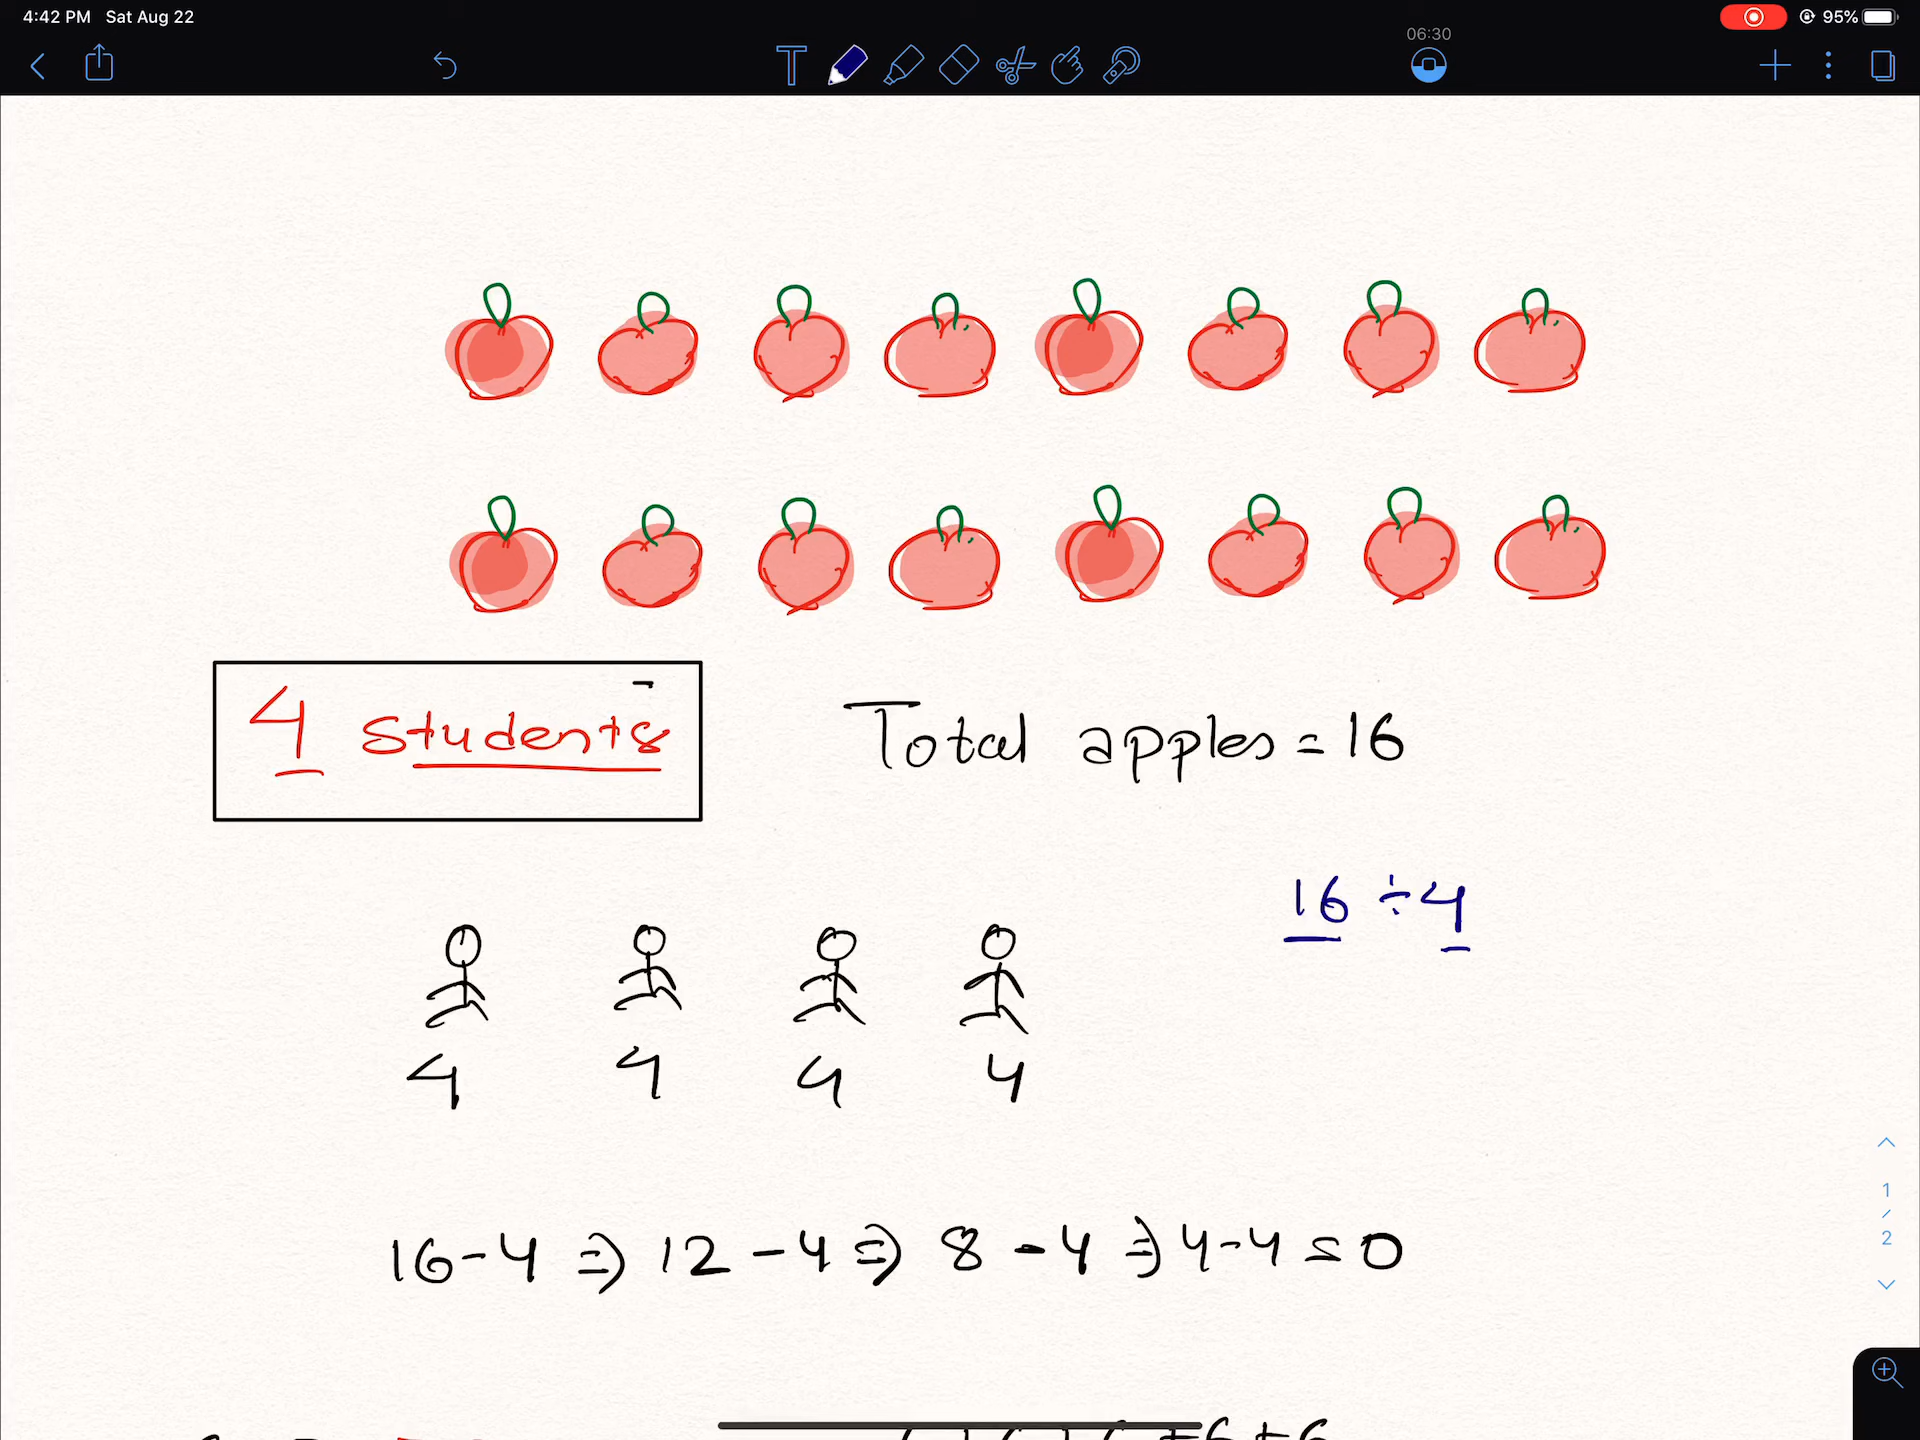 4:42 PM Sat Aug 22
95%
06:30
4 students
Total apples = 16
16 ÷ 4
4 4 4 4
16-4 ⇒ 12-4 ⇒ 8-4 ⇒ 4-4 = 0
1
2